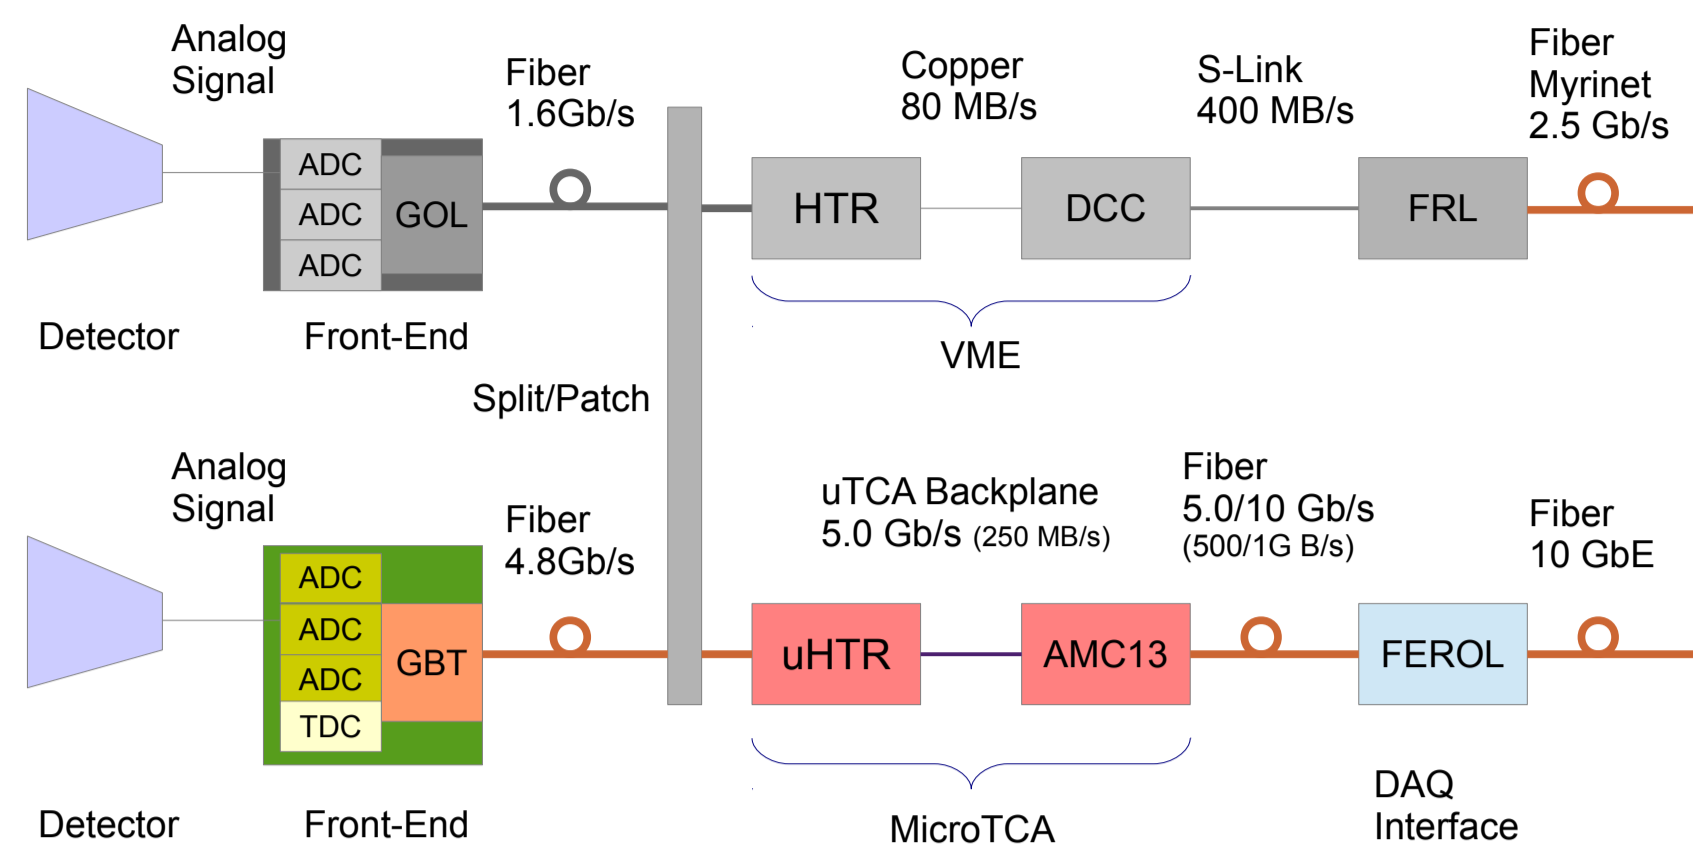 Analog
Signal
Fiber
1.6Gb/s
Copper
80 MB/s
S-Link
400 MB/s
Fiber
Myrinet
2.5 Gb/s
ADC
ADC
ADC
GOL
HTR
DCC
FRL
Detector
Front-End
VME
Split/Patch
Analog
Signal
Fiber
4.8Gb/s
uTCA Backplane
5.0 Gb/s (250 MB/s)
Fiber
5.0/10 Gb/s
(500/1G B/s)
Fiber
10 GbE
ADC
ADC
ADC
TDC
GBT
uHTR
AMC13
FEROL
Detector
Front-End
MicroTCA
DAQ
Interface